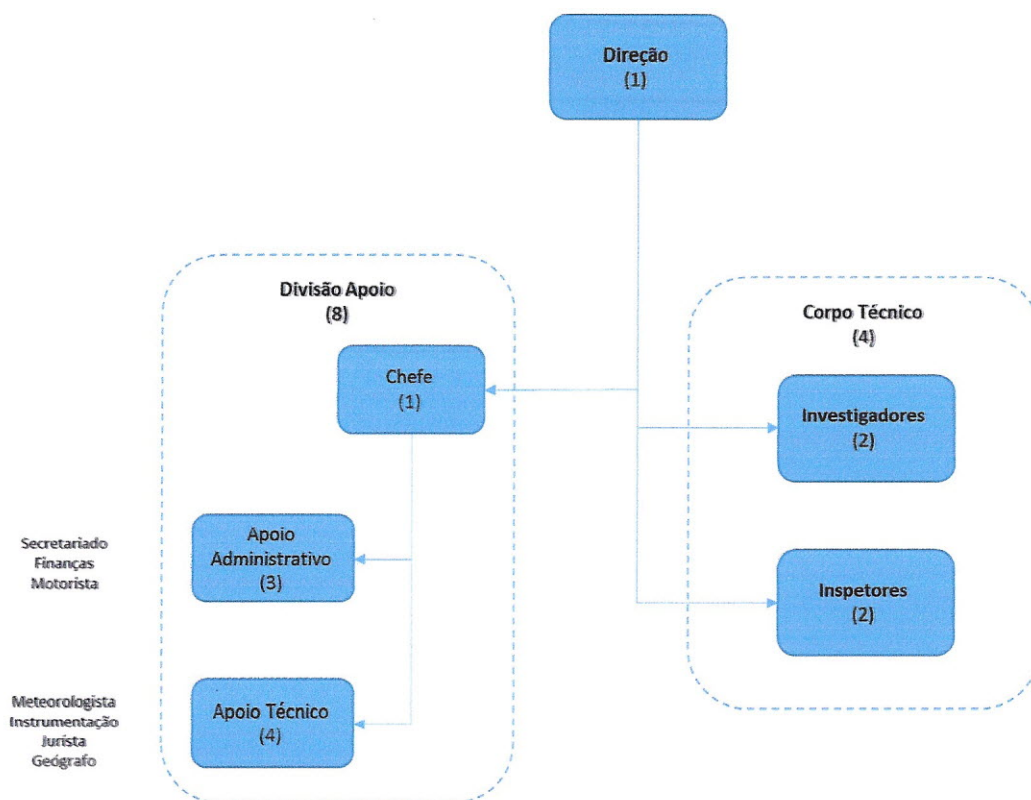 Direção
(1)
Divisão Apoio
(8)
Chefe
(1)
Apoio
Administrativo
(3)
Secretariado
Finanças
Motorista
Apoio Técnico
(4)
Meteorologista
Instrumentação
Jurista
Geógrafo
Corpo Técnico
(4)
Investigadores
(2)
Inspetores
(2)